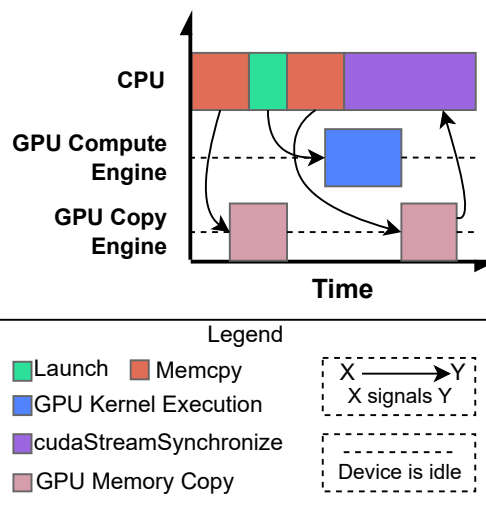 CPU
GPU Compute
Engine
GPU Copy
Engine
Time
Legend
Launch
Memcpy
GPU Kernel Execution
cudaStreamSynchronize
GPU Memory Copy
X Y
X signals Y
Device is idle